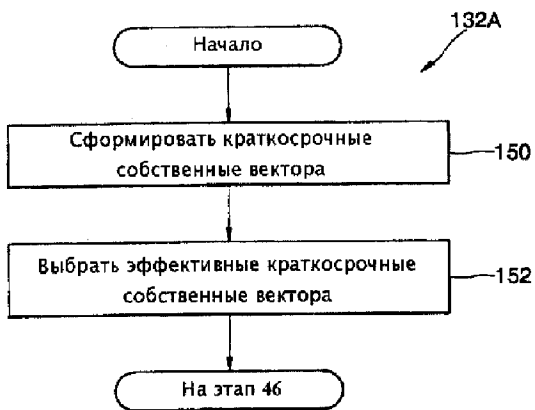 132A
Начало
Сформировать краткосрочные
собственные вектора
150
Выбрать эффективные краткосрочные
собственные вектора
152
На этап 46